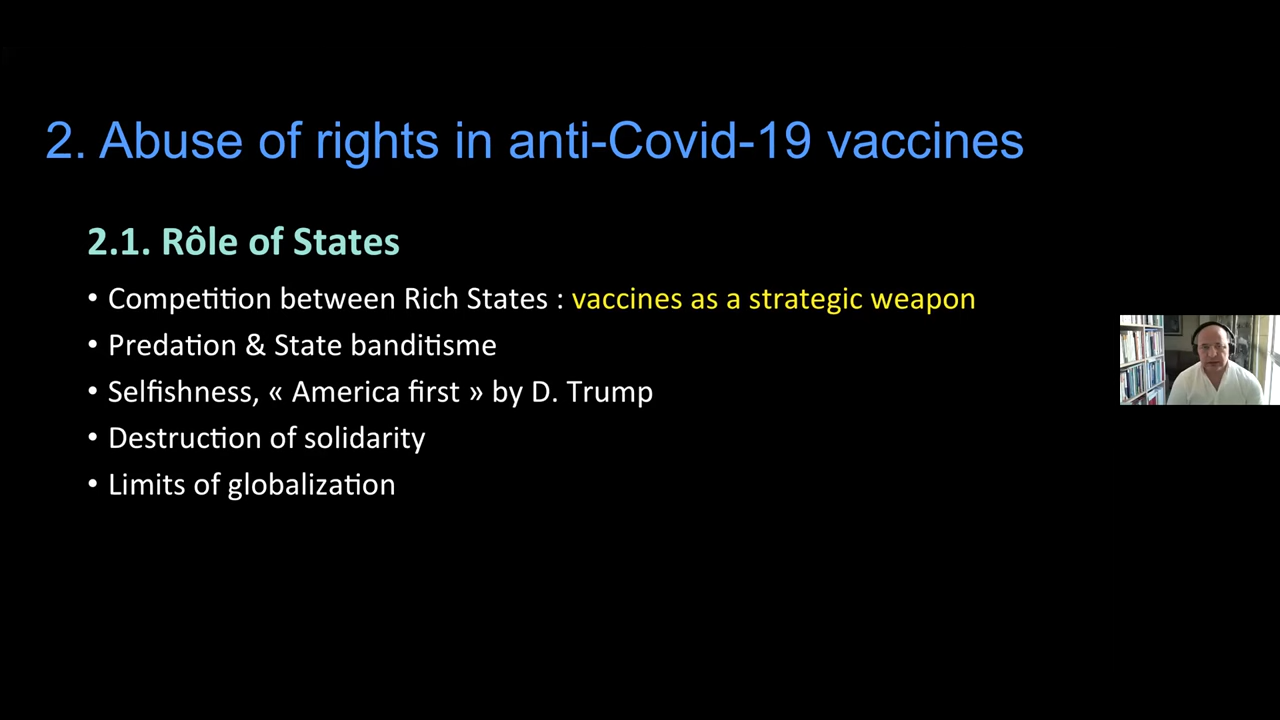 2. Abuse of rights in anti-Covid-19 vaccines
2.1. Rôle of States
• Competition between Rich States : vaccines as a strategic weapon
• Predation & State banditisme
• Selfishness, « America first » by D. Trump
• Destruction of solidarity
• Limits of globalization